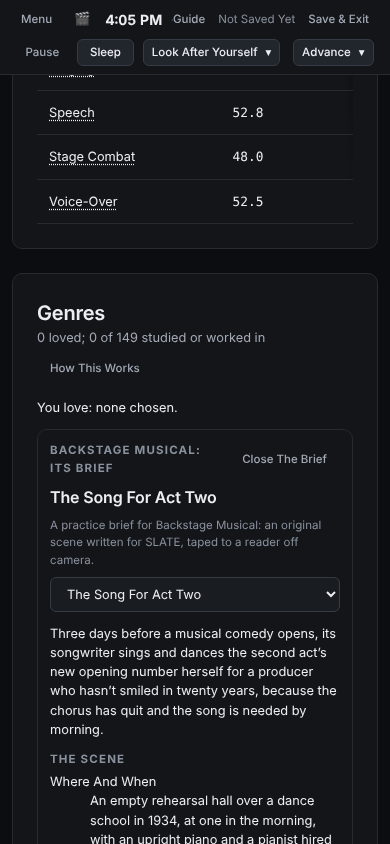 Menu
4:05 PM
Guide
Not Saved Yet
Save & Exit
Pause
Sleep
Look After Yourself ▾
Advance ▾
Speech 52.8
Stage Combat 48.0
Voice-Over 52.5
Genres
0 loved; 0 of 149 studied or worked in
How This Works
You love: none chosen.
BACKSTAGE MUSICAL:
ITS BRIEF
Close The Brief
The Song For Act Two
A practice brief for Backstage Musical: an original
scene written for SLATE, taped to a reader off
camera.
The Song For Act Two
Three days before a musical comedy opens, its
songwriter sings and dances the second act’s
new opening number herself for a producer
who hasn’t smiled in twenty years, because the
chorus has quit and the song is needed by
morning.
THE SCENE
Where And When
An empty rehearsal hall over a dance
school in 1934, at one in the morning,
with an upright piano and a pianist hired